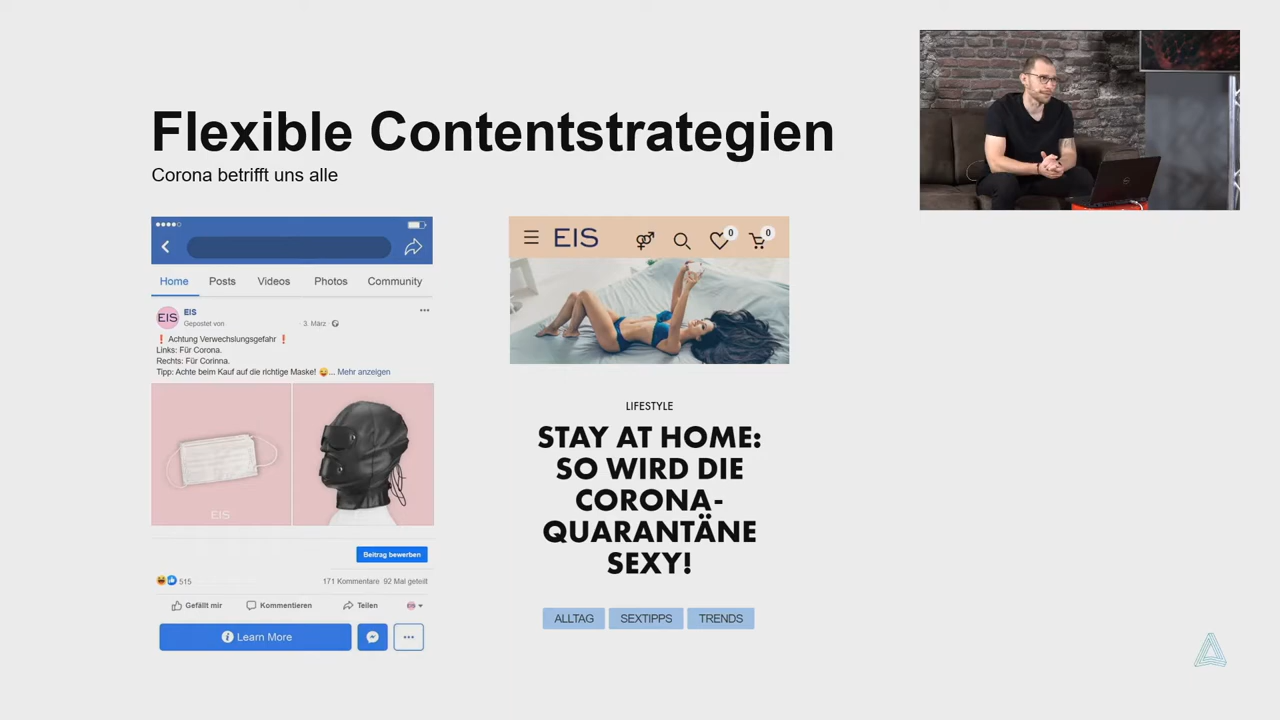 Flexible Contentstrategien
Corona betrifft uns alle
Home Posts Videos Photos Community
EIS
EIS
Gepostet von
· 3. März ·
❗ Achtung Verwechslungsgefahr ❗
Links: Für Corona.
Rechts: Für Corinna.
Tipp: Achte beim Kauf auf die richtige Maske! 😜... Mehr anzeigen
EIS
Beitrag bewerben
515
171 Kommentare 92 Mal geteilt
Gefällt mir Kommentieren Teilen
Learn More
EIS
0 0
LIFESTYLE
STAY AT HOME:
SO WIRD DIE
CORONA-
QUARANTÄNE
SEXY!
ALLTAG SEXTIPPS TRENDS